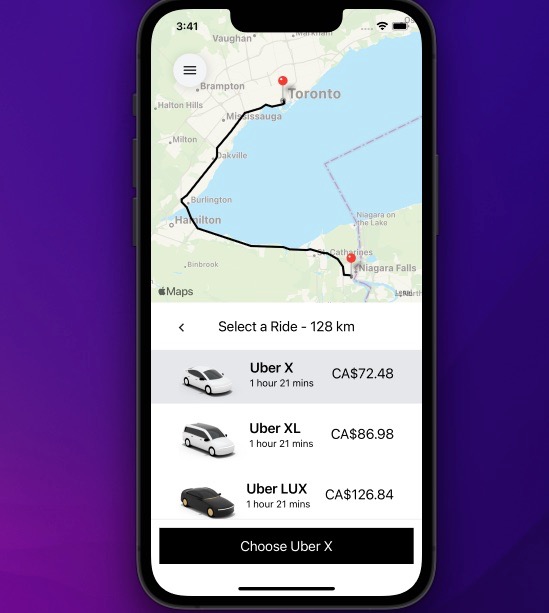 3:41
Vaughan
Brampton
Toronto
Halton Hills
Mississauga
Milton
Oakville
Burlington
Hamilton
Niagara on
the Lake
St. Catharines
Binbrook
Niagara Falls
Maps
Select a Ride - 128 km
Uber X
CA$72.48
1 hour 21 mins
Uber XL
CA$86.98
1 hour 21 mins
Uber LUX
CA$126.84
1 hour 21 mins
Choose Uber X